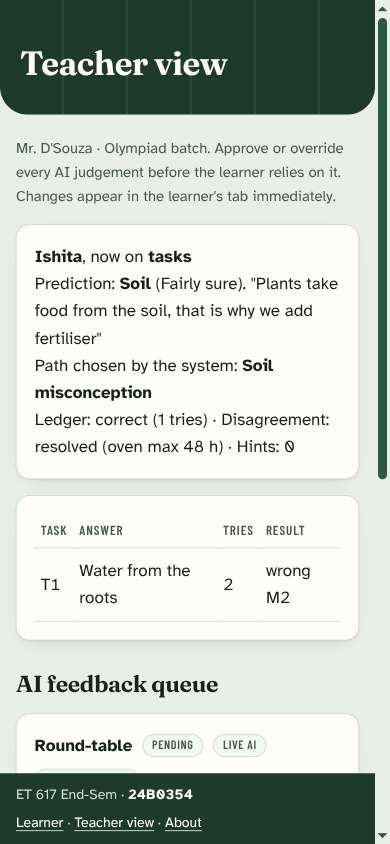 Teacher view
Mr. D'Souza · Olympiad batch. Approve or override
every AI judgement before the learner relies on it.
Changes appear in the learner's tab immediately.
Ishita, now on tasks
Prediction: Soil (Fairly sure). "Plants take
food from the soil, that is why we add
fertiliser"
Path chosen by the system: Soil
misconception
Ledger: correct (1 tries) · Disagreement:
resolved (oven max 48 h) · Hints: 0
TASK ANSWER TRIES RESULT
T1 Water from the roots 2 wrong M2
AI feedback queue
Round-table PENDING LIVE AI
ET 617 End-Sem · 24B0354
Learner · Teacher view · About